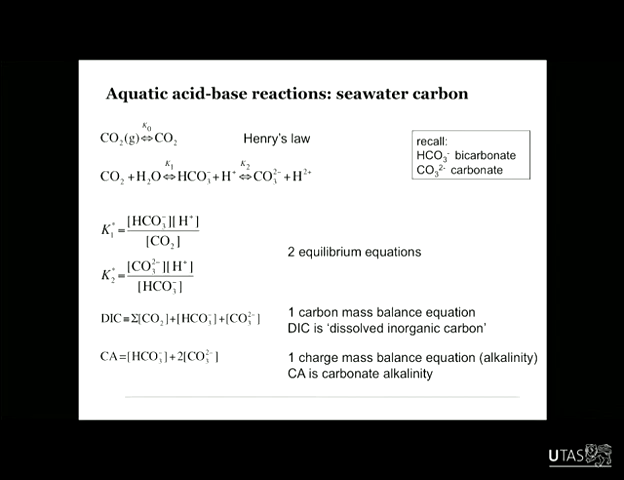 Aquatic acid-base reactions: seawater carbon
K₀
CO₂(g)⇔CO₂
Henry's law
recall:
HCO₃⁻ bicarbonate
CO₃²⁻ carbonate
K₁ K₂
CO₂+H₂O⇔HCO₃⁻+H⁺⇔CO₃²⁻+H²⁺
K₁*=[HCO₃⁻][H⁺]/[CO₂]
2 equilibrium equations
K₂*=[CO₃²⁻][H⁺]/[HCO₃⁻]
DIC≡Σ[CO₂]+[HCO₃⁻]+[CO₃²⁻]
1 carbon mass balance equation
DIC is 'dissolved inorganic carbon'
CA=[HCO₃⁻]+2[CO₃²⁻]
1 charge mass balance equation (alkalinity)
CA is carbonate alkalinity
UTAS